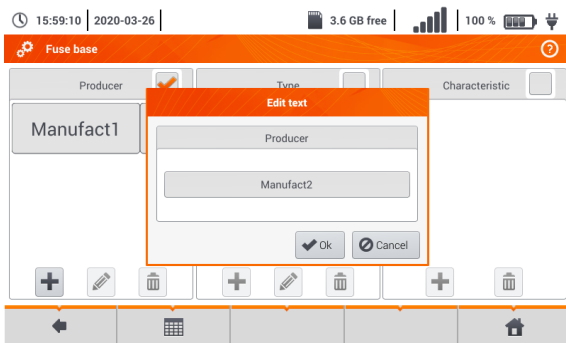 15:59:10 2020-03-26 3.6 GB free 100 %
Fuse base ?
Producer Type Characteristic
Edit text
Manufact1
Producer
Manufact2
Ok Cancel